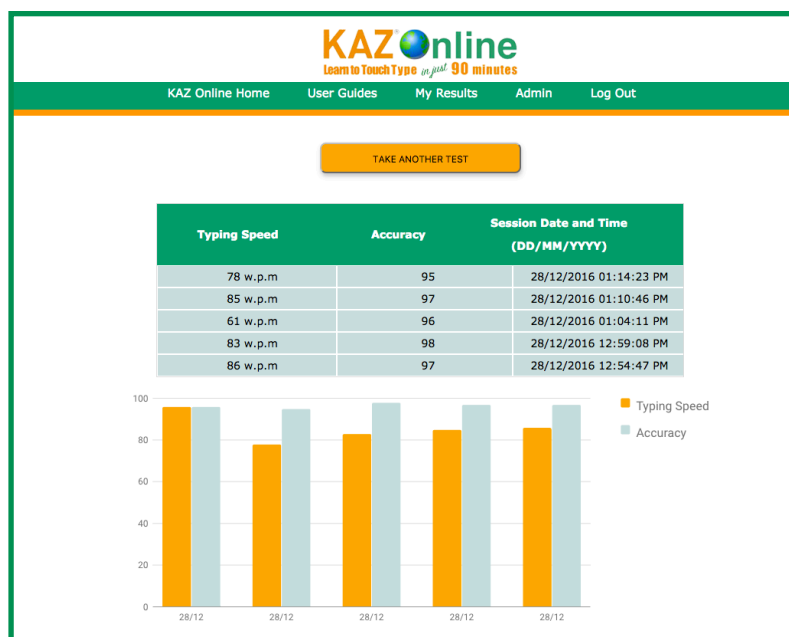 KAZ Online
Learn to Touch Type in just 90 minutes
KAZ Online Home User Guides My Results Admin Log Out
TAKE ANOTHER TEST
Typing Speed Accuracy Session Date and Time (DD/MM/YYYY)
78 w.p.m 95 28/12/2016 01:14:23 PM
85 w.p.m 97 28/12/2016 01:10:46 PM
61 w.p.m 96 28/12/2016 01:04:11 PM
83 w.p.m 98 28/12/2016 12:59:08 PM
86 w.p.m 97 28/12/2016 12:54:47 PM
100
80
60
40
20
0
28/12 28/12 28/12 28/12 28/12
Typing Speed
Accuracy